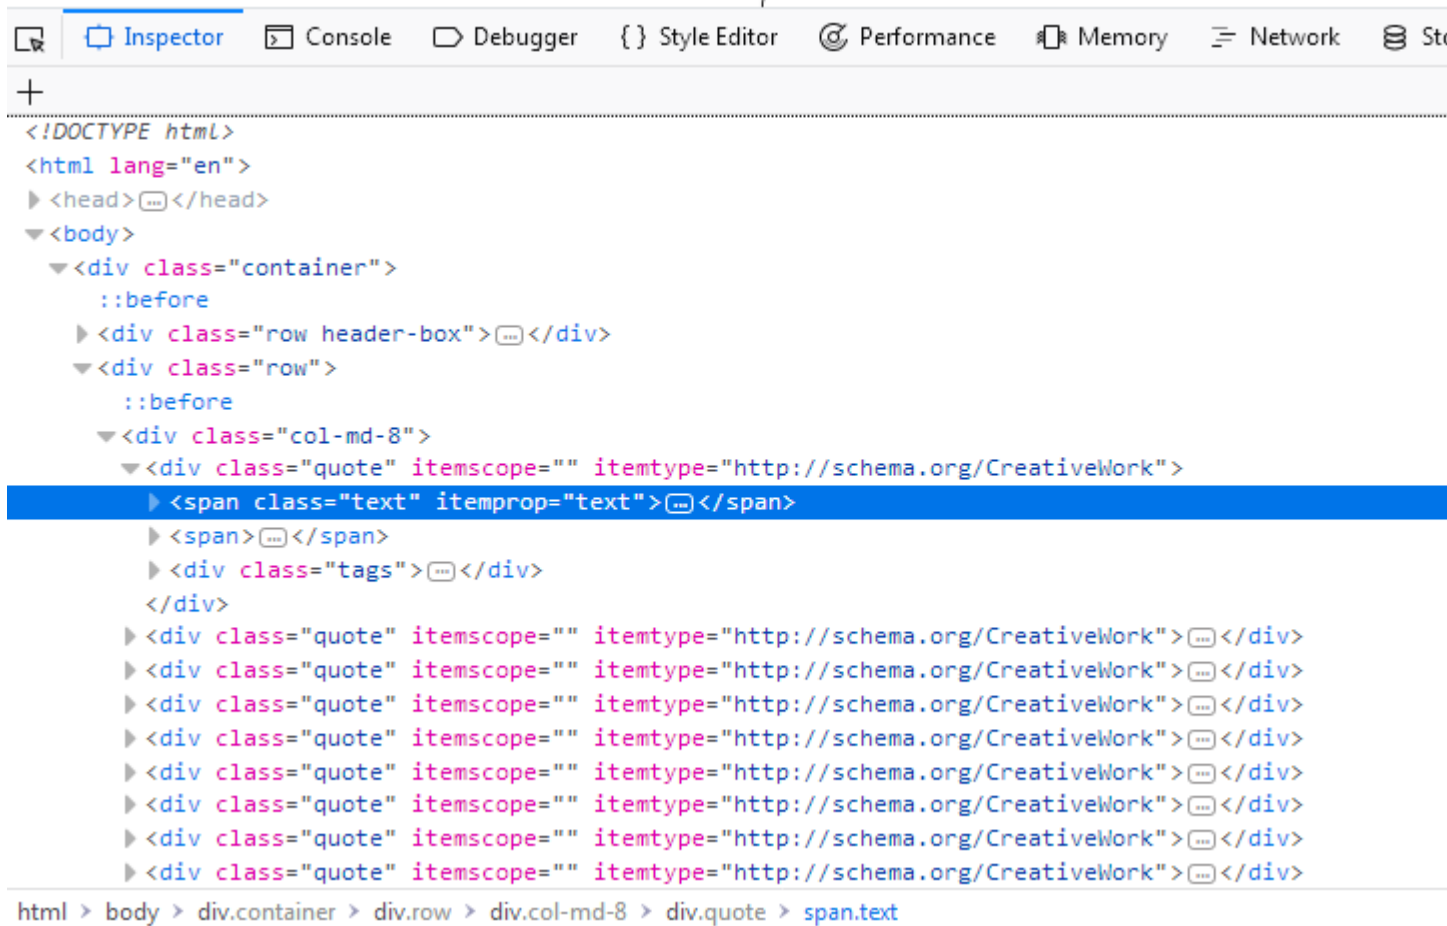 Inspector Console Debugger { } Style Editor Performance Memory Network Sto
+
<!DOCTYPE html>
<html lang="en">
<head>…</head>
<body>
<div class="container">
::before
<div class="row header-box">…</div>
<div class="row">
::before
<div class="col-md-8">
<div class="quote" itemscope="" itemtype="http://schema.org/CreativeWork">
<span class="text" itemprop="text">…</span>
<span>…</span>
<div class="tags">…</div>
</div>
<div class="quote" itemscope="" itemtype="http://schema.org/CreativeWork">…</div>
<div class="quote" itemscope="" itemtype="http://schema.org/CreativeWork">…</div>
<div class="quote" itemscope="" itemtype="http://schema.org/CreativeWork">…</div>
<div class="quote" itemscope="" itemtype="http://schema.org/CreativeWork">…</div>
<div class="quote" itemscope="" itemtype="http://schema.org/CreativeWork">…</div>
<div class="quote" itemscope="" itemtype="http://schema.org/CreativeWork">…</div>
<div class="quote" itemscope="" itemtype="http://schema.org/CreativeWork">…</div>
<div class="quote" itemscope="" itemtype="http://schema.org/CreativeWork">…</div>
html > body > div.container > div.row > div.col-md-8 > div.quote > span.text